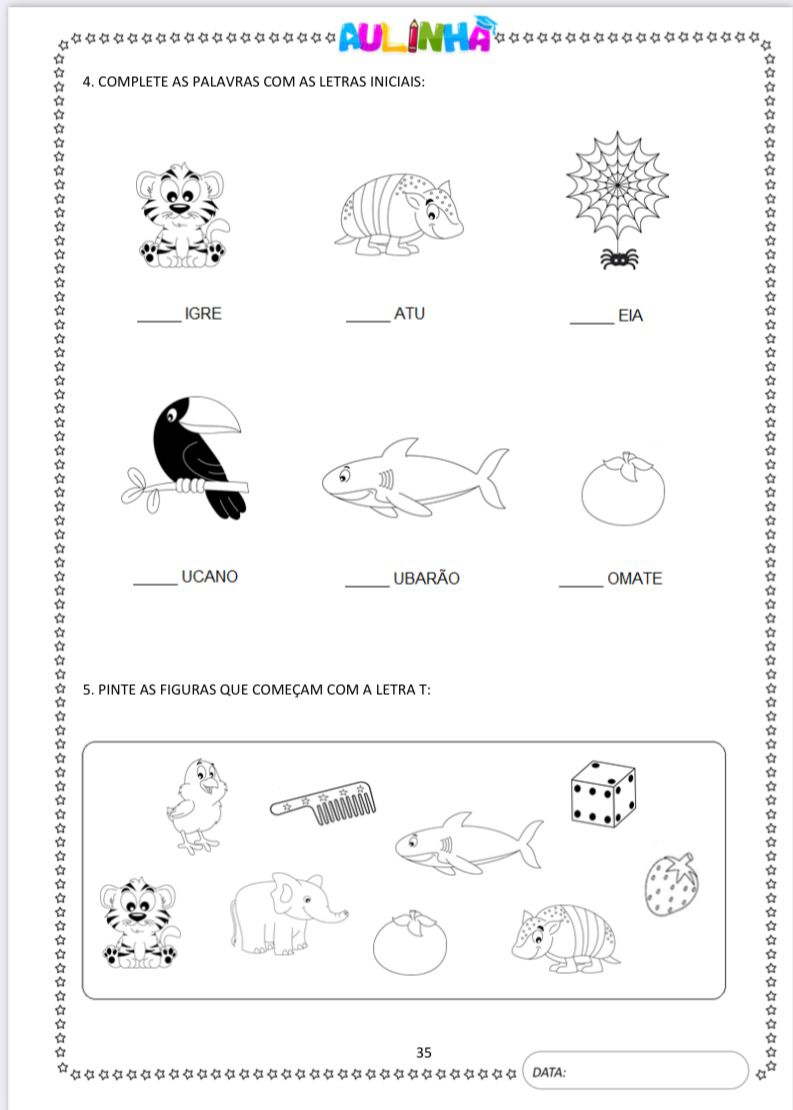 AULINHA
4. COMPLETE AS PALAVRAS COM AS LETRAS INICIAIS:
_____ IGRE _____ ATU _____ EIA
_____ UCANO _____ UBARÃO _____ OMATE
5. PINTE AS FIGURAS QUE COMEÇAM COM A LETRA T:
35
DATA: